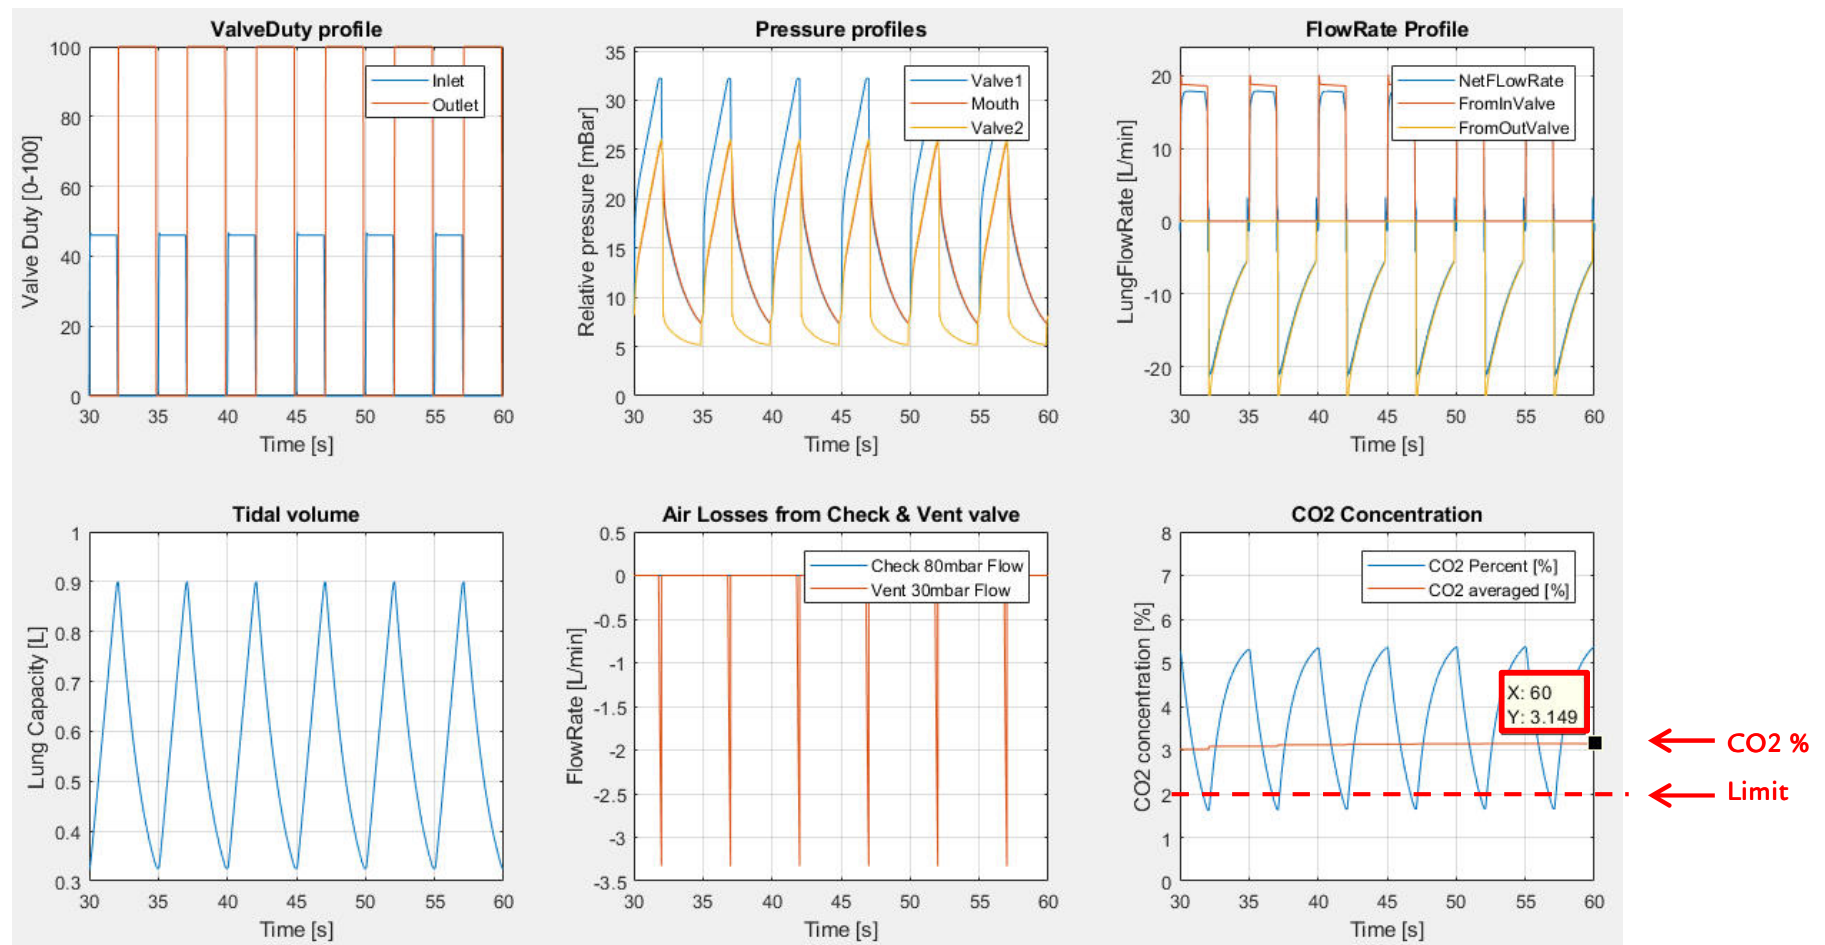 ValveDuty profile
100
80
60
40
20
0
Valve Duty [0-100]
Inlet
Outlet
30 35 40 45 50 55 60
Time [s]
Pressure profiles
35
30
25
20
15
10
5
0
Relative pressure [mBar]
Valve1
Mouth
Valve2
30 35 40 45 50 55 60
Time [s]
FlowRate Profile
20
10
0
-10
-20
LungFlowRate [L/min]
NetFLowRate
FromInValve
FromOutValve
30 35 40 45 50 55 60
Time [s]
Tidal volume
1
0.9
0.8
0.7
0.6
0.5
0.4
0.3
Lung Capacity [L]
30 35 40 45 50 55 60
Time [s]
Air Losses from Check & Vent valve
0.5
0
-0.5
-1
-1.5
-2
-2.5
-3
-3.5
FlowRate [L/min]
Check 80mbar Flow
Vent 30mbar Flow
30 35 40 45 50 55 60
Time [s]
CO2 Concentration
8
7
6
5
4
3
2
1
0
CO2 concentration [%]
CO2 Percent [%]
CO2 averaged [%]
X: 60
Y: 3.149
30 35 40 45 50 55 60
Time [s]
CO2 %
Limit